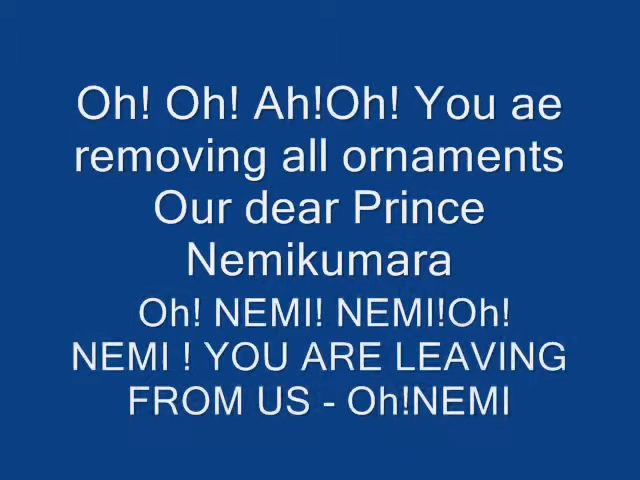 Oh! Oh! Ah!Oh! You ae
removing all ornaments
Our dear Prince
Nemikumara
Oh! NEMI! NEMI!Oh!
NEMI ! YOU ARE LEAVING
FROM US - Oh!NEMI